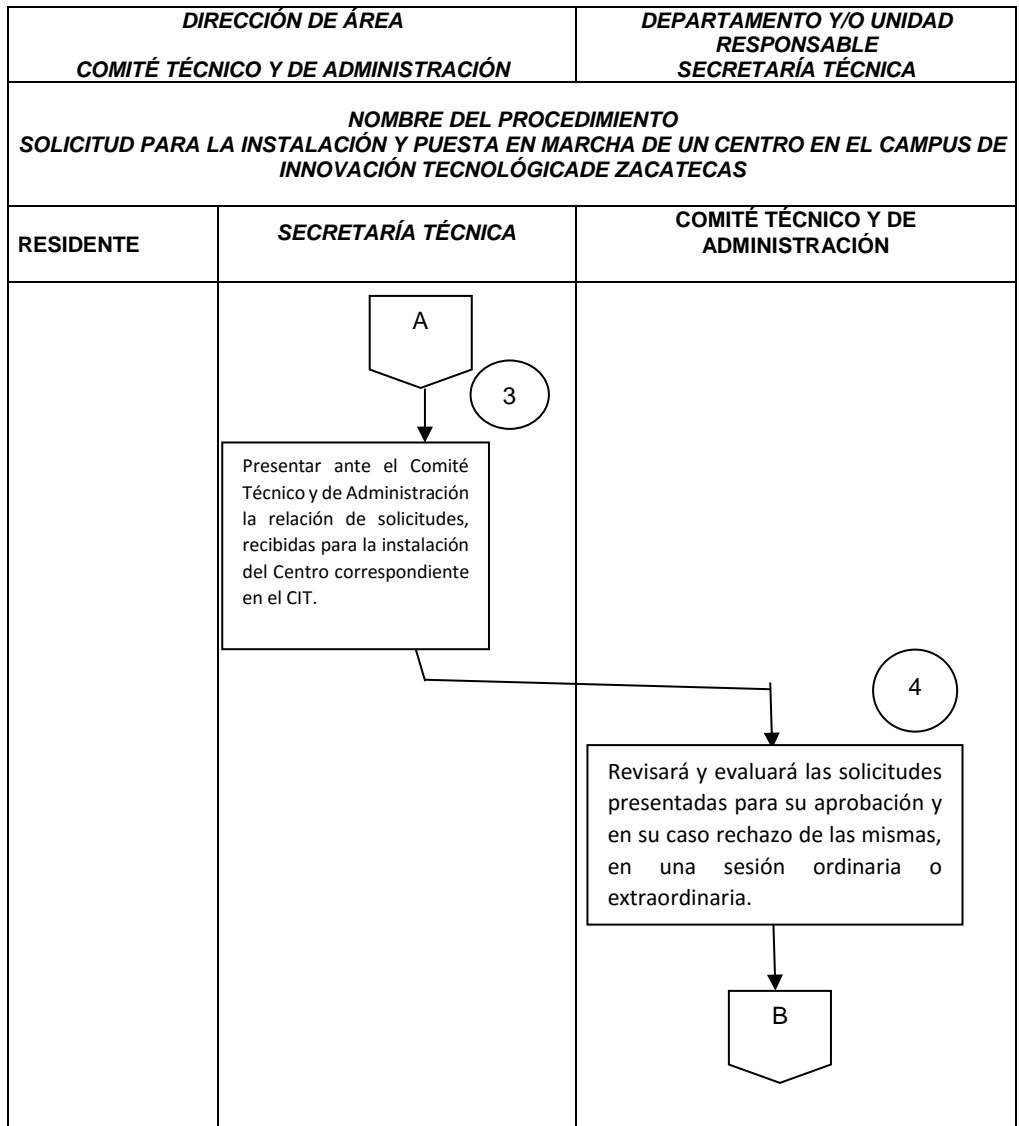 DIRECCIÓN DE ÁREA
COMITÉ TÉCNICO Y DE ADMINISTRACIÓN
DEPARTAMENTO Y/O UNIDAD
RESPONSABLE
SECRETARÍA TÉCNICA
NOMBRE DEL PROCEDIMIENTO
SOLICITUD PARA LA INSTALACIÓN Y PUESTA EN MARCHA DE UN CENTRO EN EL CAMPUS DE
INNOVACIÓN TECNOLÓGICADE ZACATECAS
RESIDENTE
SECRETARÍA TÉCNICA
COMITÉ TÉCNICO Y DE
ADMINISTRACIÓN
A
3
Presentar ante el Comité
Técnico y de Administración
la relación de solicitudes,
recibidas para la instalación
del Centro correspondiente
en el CIT.
4
Revisará y evaluará las solicitudes
presentadas para su aprobación y
en su caso rechazo de las mismas,
en una sesión ordinaria o
extraordinaria.
B